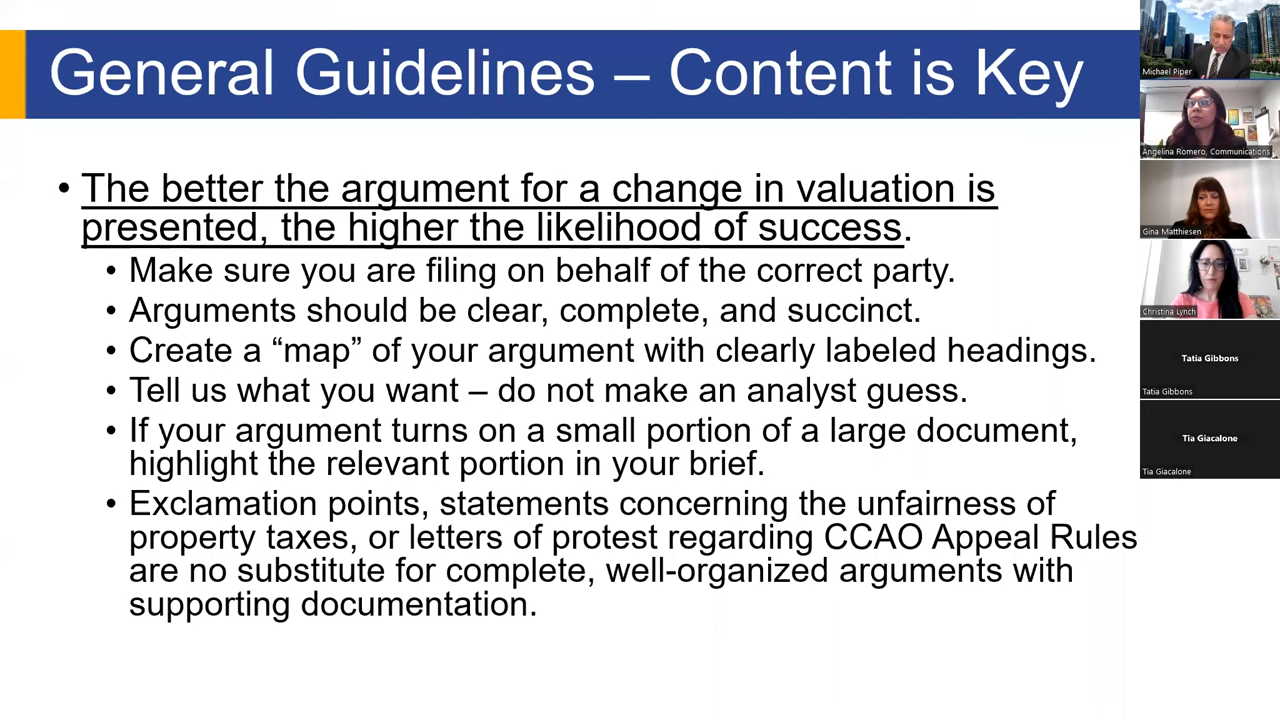 General Guidelines – Content is Key
• The better the argument for a change in valuation is
presented, the higher the likelihood of success.
• Make sure you are filing on behalf of the correct party.
• Arguments should be clear, complete, and succinct.
• Create a “map” of your argument with clearly labeled headings.
• Tell us what you want – do not make an analyst guess.
• If your argument turns on a small portion of a large document,
highlight the relevant portion in your brief.
• Exclamation points, statements concerning the unfairness of
property taxes, or letters of protest regarding CCAO Appeal Rules
are no substitute for complete, well-organized arguments with
supporting documentation.
Michael Piper
Angelina Romero, Communications
Gina Matthiesen
Christina Lynch
Tatia Gibbons
Tatia Gibbons
Tia Giacalone
Tia Giacalone